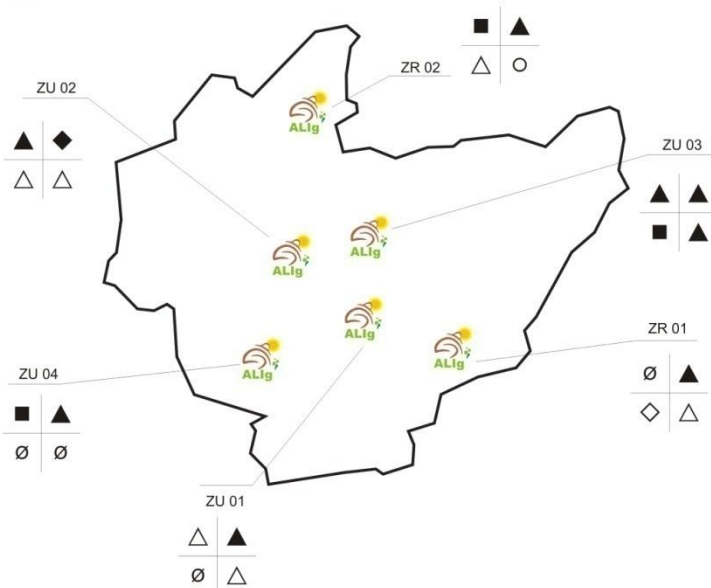 ZR 02
ZU 02
ALIg
ZU 03
ALIg
ALIg
ALIg
ZR 01
ALIg
ALIg
ZU 04
Ø
Ø Ø
ZU 01
Ø